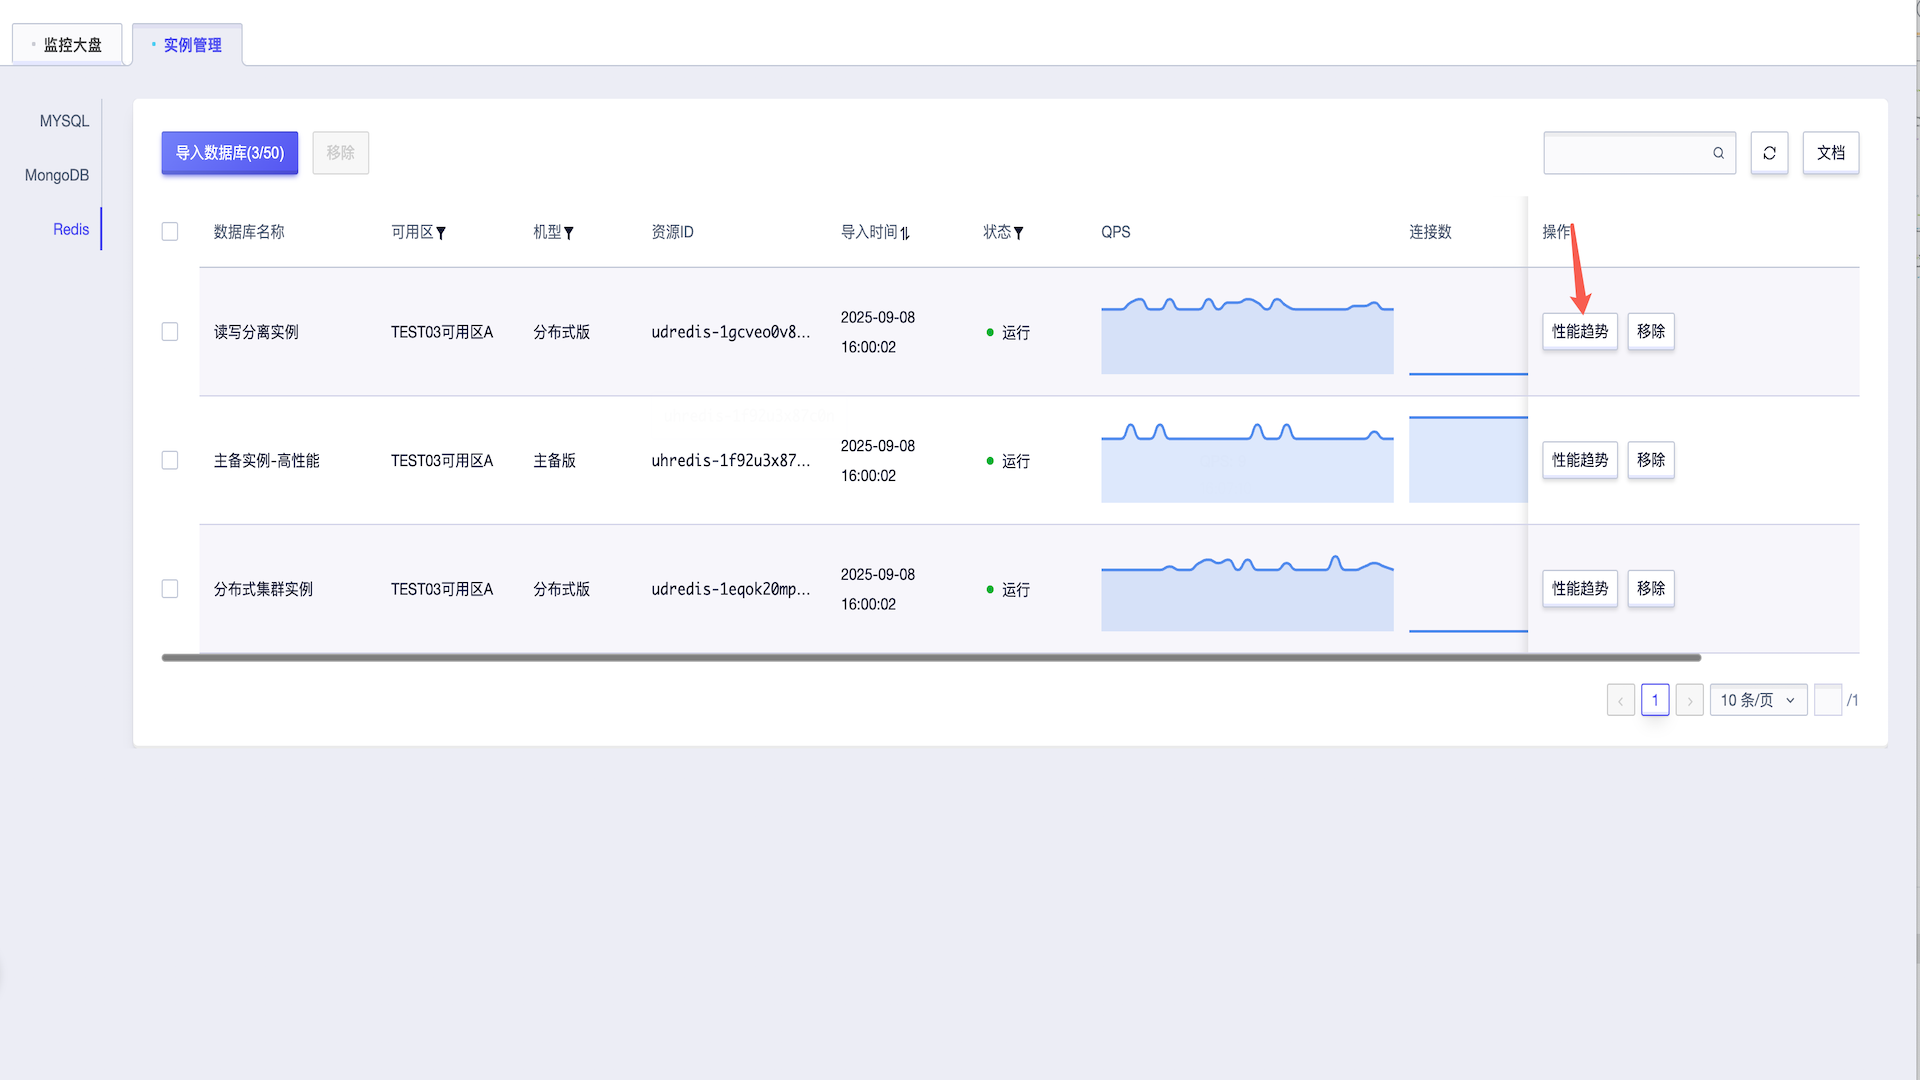 监控大盘
实例管理
MYSQL
MongoDB
Redis
导入数据库(3/50)
移除
文档
数据库名称 可用区 机型 资源ID 导入时间 状态 QPS 连接数 操作
读写分离实例 TEST03可用区A 分布式版 udredis-1gcveo0v8... 2025-09-08 16:00:02 运行 性能趋势 移除
主备实例-高性能 TEST03可用区A 主备版 uhredis-1f92u3x87... 2025-09-08 16:00:02 运行 性能趋势 移除
分布式集群实例 TEST03可用区A 分布式版 udredis-1eqok20mp... 2025-09-08 16:00:02 运行 性能趋势 移除
1 10 条/页 /1